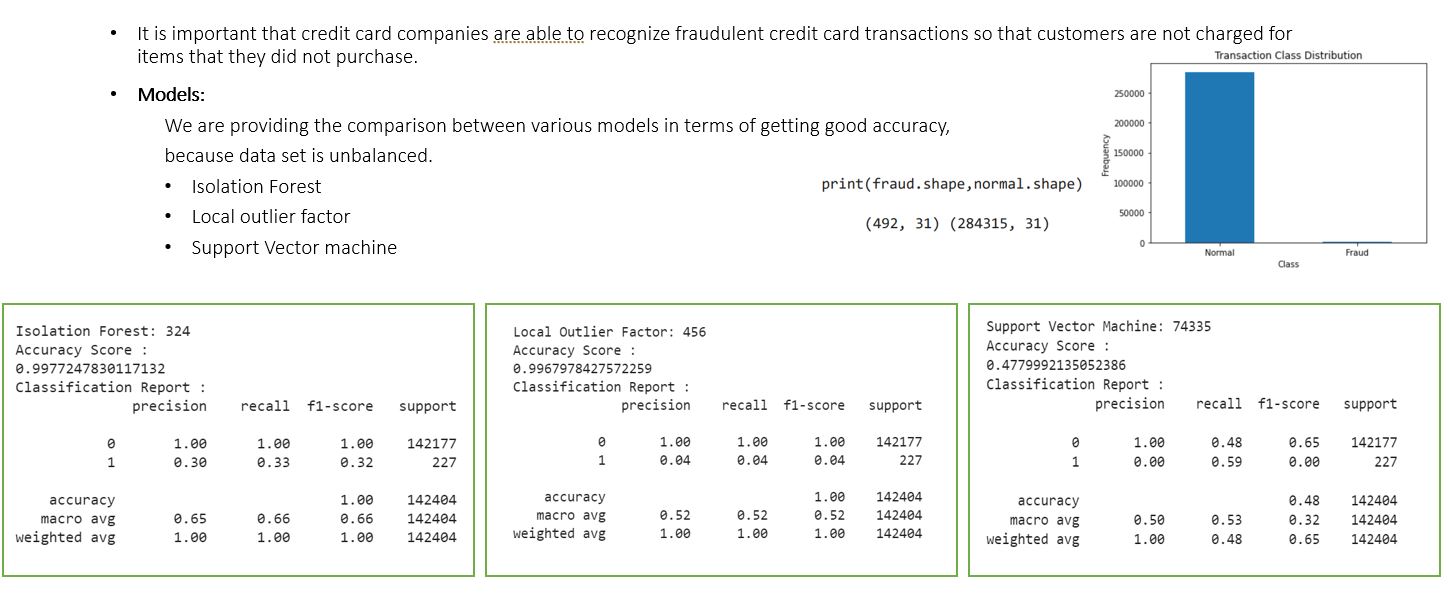 • It is important that credit card companies are able to recognize fraudulent credit card transactions so that customers are not charged for
items that they did not purchase.
• Models:
We are providing the comparison between various models in terms of getting good accuracy,
because data set is unbalanced.
• Isolation Forest
• Local outlier factor
• Support Vector machine
print(fraud.shape,normal.shape)
(492, 31) (284315, 31)
Transaction Class Distribution
Frequency
250000
200000
150000
100000
50000
0
Normal Fraud
Class
Isolation Forest: 324
Accuracy Score :
0.9977247830117132
Classification Report :
precision recall f1-score support
0 1.00 1.00 1.00 142177
1 0.30 0.33 0.32 227
accuracy 1.00 142404
macro avg 0.65 0.66 0.66 142404
weighted avg 1.00 1.00 1.00 142404
Local Outlier Factor: 456
Accuracy Score :
0.9967978427572259
Classification Report :
precision recall f1-score support
0 1.00 1.00 1.00 142177
1 0.04 0.04 0.04 227
accuracy 1.00 142404
macro avg 0.52 0.52 0.52 142404
weighted avg 1.00 1.00 1.00 142404
Support Vector Machine: 74335
Accuracy Score :
0.4779992135052386
Classification Report :
precision recall f1-score support
0 1.00 0.48 0.65 142177
1 0.00 0.59 0.00 227
accuracy 0.48 142404
macro avg 0.50 0.53 0.32 142404
weighted avg 1.00 0.48 0.65 142404